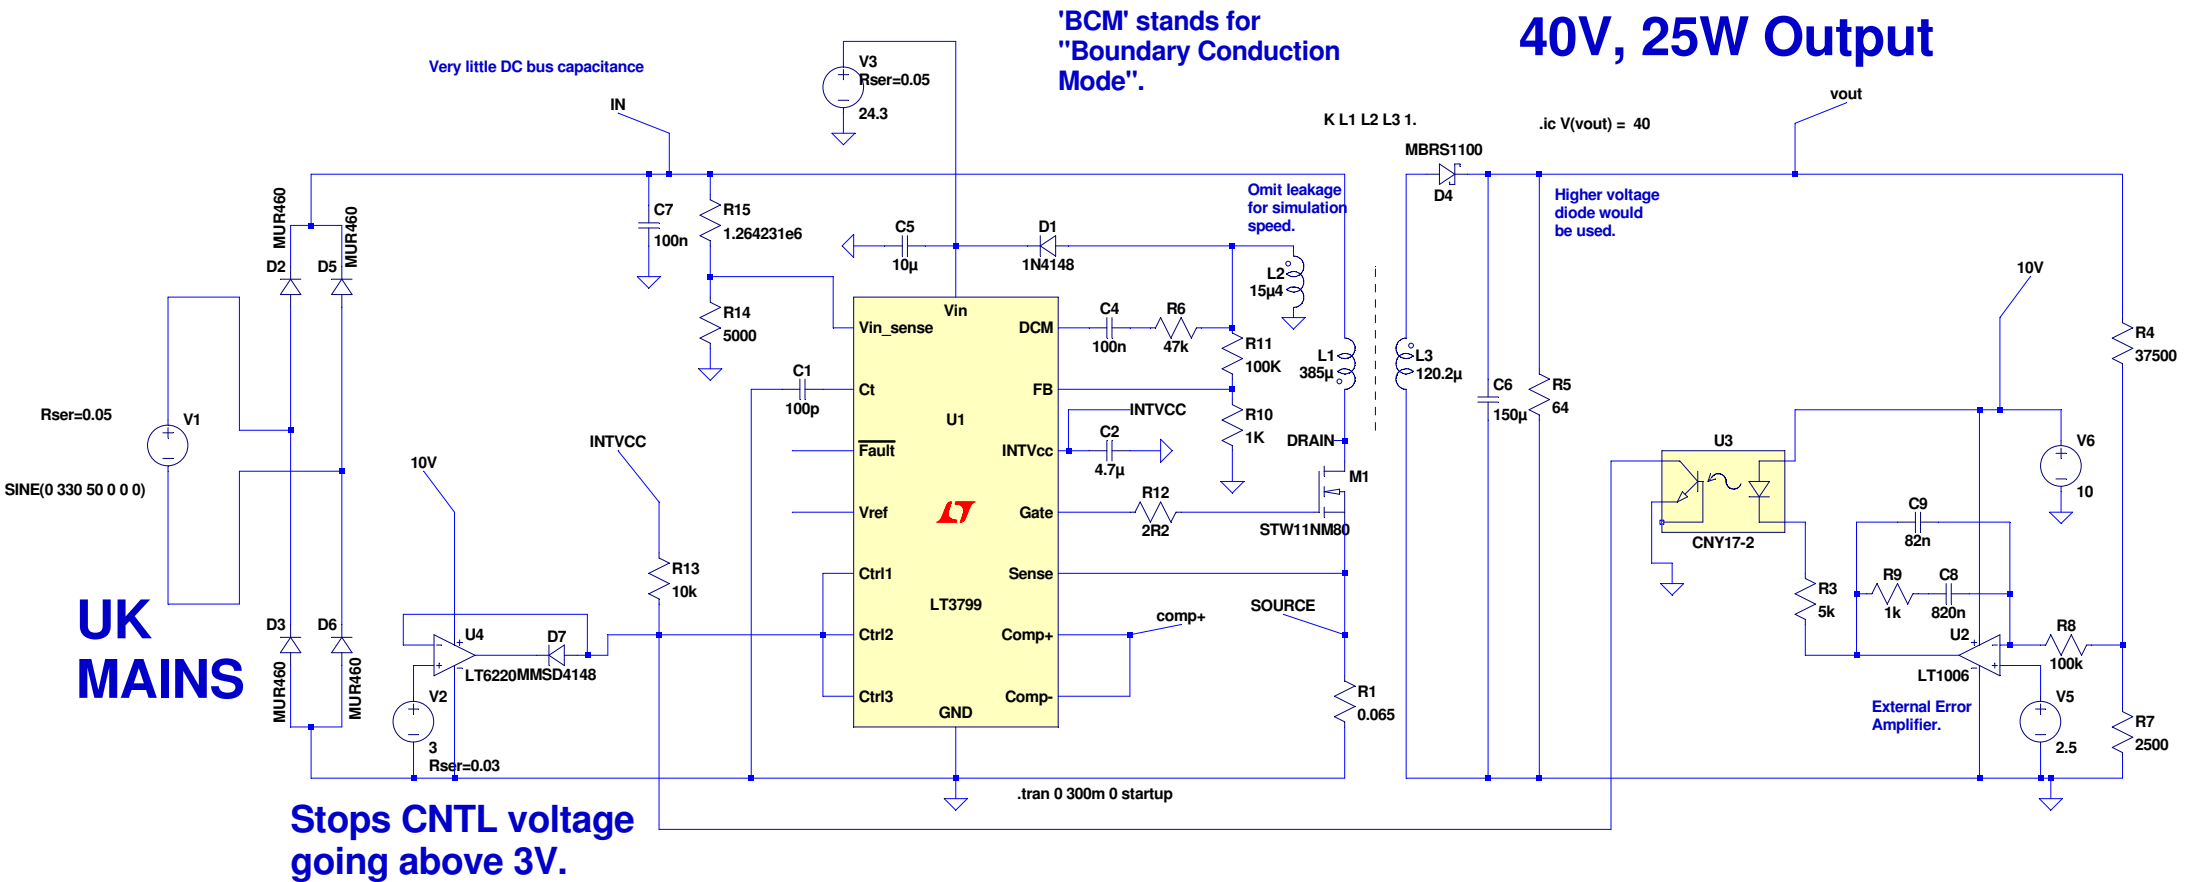 'BCM' stands for
"Boundary Conduction
Mode".
40V, 25W Output
Very little DC bus capacitance
V3
Rser=0.05
24.3
IN
vout
K L1 L2 L3 1.
.ic V(vout) = 40
MBRS1100
D4
MUR460
MUR460
D2
D5
C7
100n
R15
1.264231e6
C5
10µ
D1
1N4148
Omit leakage
for simulation
speed.
Higher voltage
diode would
be used.
L2
15µ4
10V
R14
5000
Vin
Vin_sense
DCM
C4
100n
R6
47k
R11
100K
L1
385µ
L3
120.2µ
R4
37500
C1
100p
Ct
FB
C6
150µ
R5
64
Rser=0.05
V1
SINE(0 330 50 0 0 0)
U1
R10
1K
INTVCC
C2
4.7µ
INTVcc
DRAIN
M1
STW11NM80
U3
CNY17-2
V6
10
10V
INTVCC
Fault
Vref
Gate
R12
2R2
C9
82n
R13
10k
Ctrl1
Sense
LT3799
R9
1k
C8
820n
R3
5k
UK
MAINS
D3
D6
MUR460
MUR460
U4
LT6220
D7
MMSD4148
Ctrl2
Comp+
comp+
SOURCE
U2
LT1006
R8
100k
V2
3
Rser=0.03
Ctrl3
Comp-
GND
R1
0.065
External Error
Amplifier.
V5
2.5
R7
2500
.tran 0 300m 0 startup
Stops CNTL voltage
going above 3V.